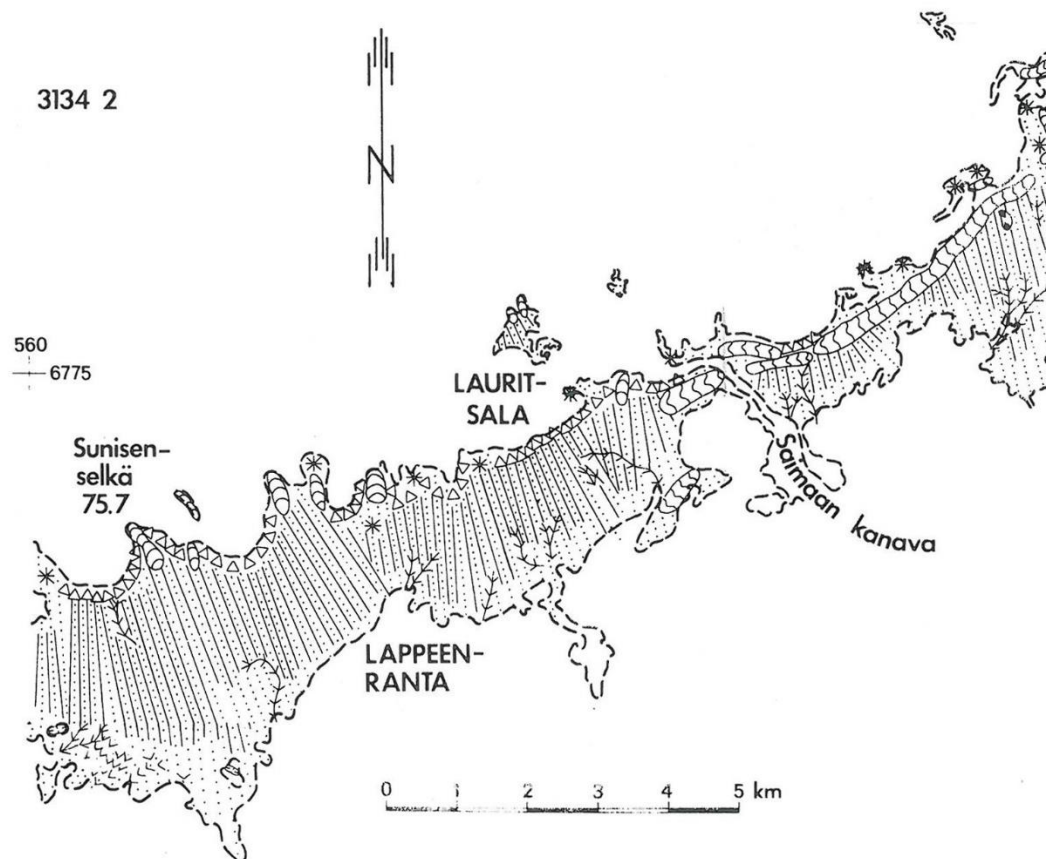 3134 2
N
560
6775
LAURIT-
SALA
Sunisen-
selkä
75.7
Saimaan kanava
LAPPEEN-
RANTA
0 1 2 3 4 5 km